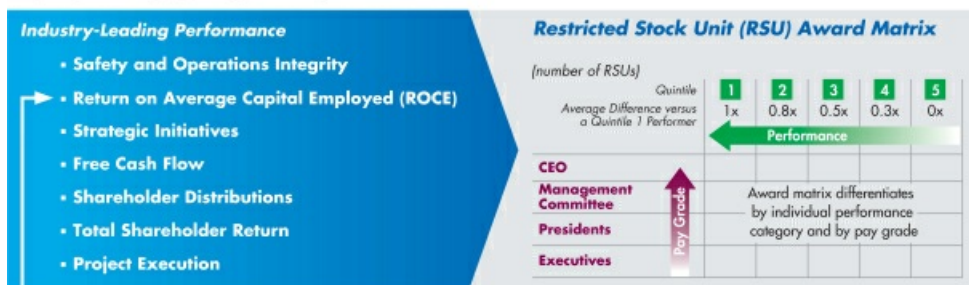 Industry-Leading Performance
▪ Safety and Operations Integrity
▪ Return on Average Capital Employed (ROCE)
▪ Strategic Initiatives
▪ Free Cash Flow
▪ Shareholder Distributions
▪ Total Shareholder Return
▪ Project Execution
Restricted Stock Unit (RSU) Award Matrix
(number of RSUs)
Quintile 1 2 3 4 5
Average Difference versus
a Quintile 1 Performer
1x 0.8x 0.5x 0.3x 0x
Performance
CEO
Management
Committee
Presidents
Executives
Pay Grade
Award matrix differentiates
by individual performance
category and by pay grade